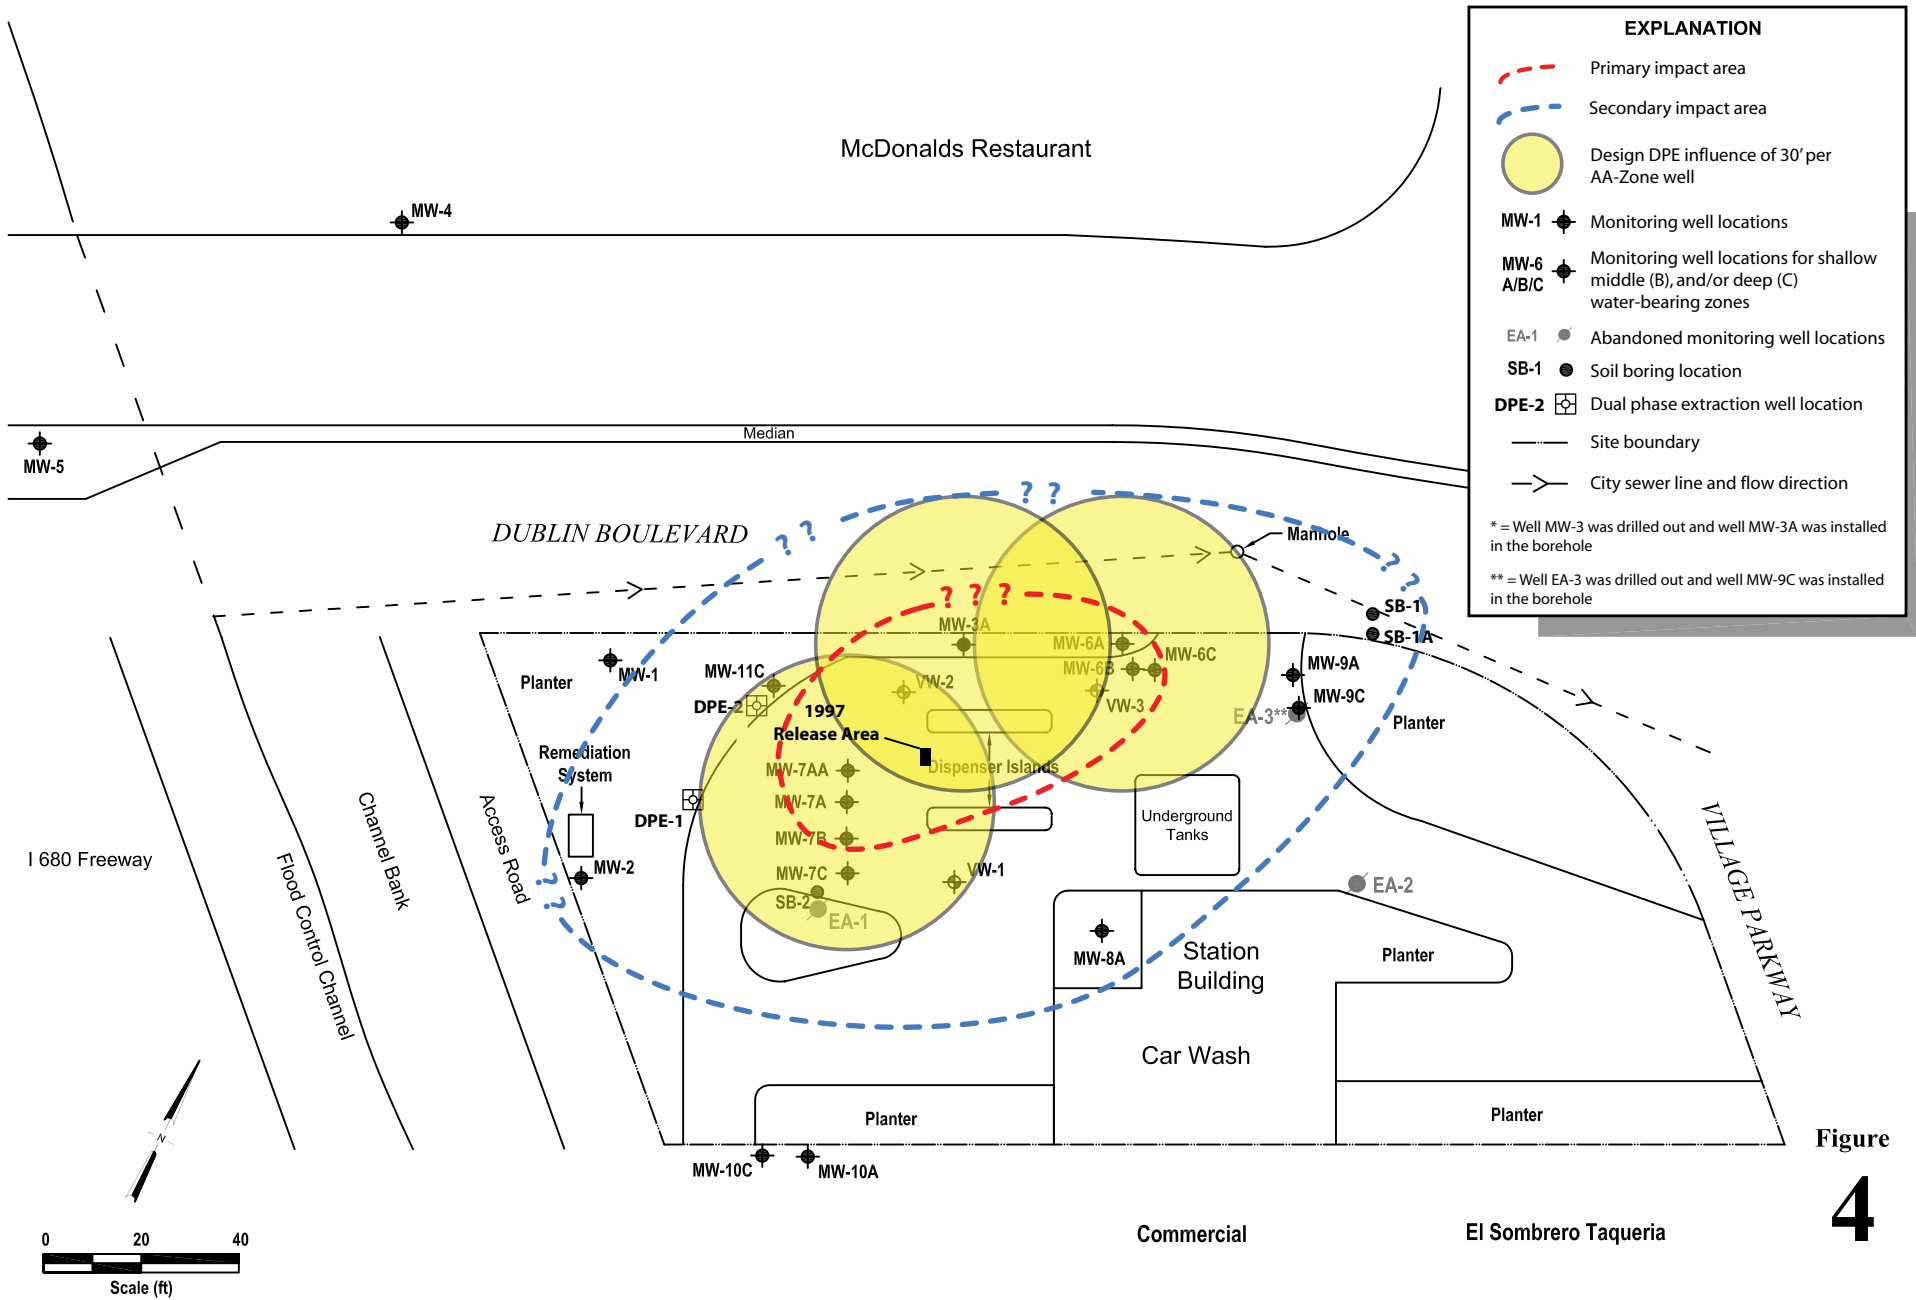 EXPLANATION
Primary impact area
Secondary impact area
Design DPE influence of 30' per
AA-Zone well
MW-1
Monitoring well locations
MW-6
A/B/C
Monitoring well locations for shallow
middle (B), and/or deep (C)
water-bearing zones
EA-1
Abandoned monitoring well locations
SB-1
Soil boring location
DPE-2
Dual phase extraction well location
Site boundary
City sewer line and flow direction
* = Well MW-3 was drilled out and well MW-3A was installed
in the borehole
** = Well EA-3 was drilled out and well MW-9C was installed
in the borehole
McDonalds Restaurant
MW-4
Median
MW-5
? ?
? ?
DUBLIN BOULEVARD
Manhole
? ?
? ? ?
SB-1
SB-1A
MW-3A
MW-6A
MW-6B
MW-6C
MW-1
MW-11C
Planter
VW-2
VW-3
MW-9A
MW-9C
EA-3**
Planter
DPE-2
1997
Release Area
Remediation
System
MW-7AA
Dispenser Islands
MW-7A
DPE-1
MW-7B
Underground
Tanks
MW-7C
VW-1
MW-2
? ?
SB-2
EA-1
EA-2
I 680 Freeway
Flood Control Channel
Channel Bank
Access Road
VILLAGE PARKWAY
MW-8A
Station
Building
Planter
Car Wash
Planter
Planter
N
MW-10C
MW-10A
Figure
4
Commercial
El Sombrero Taqueria
0 20 40
Scale (ft)